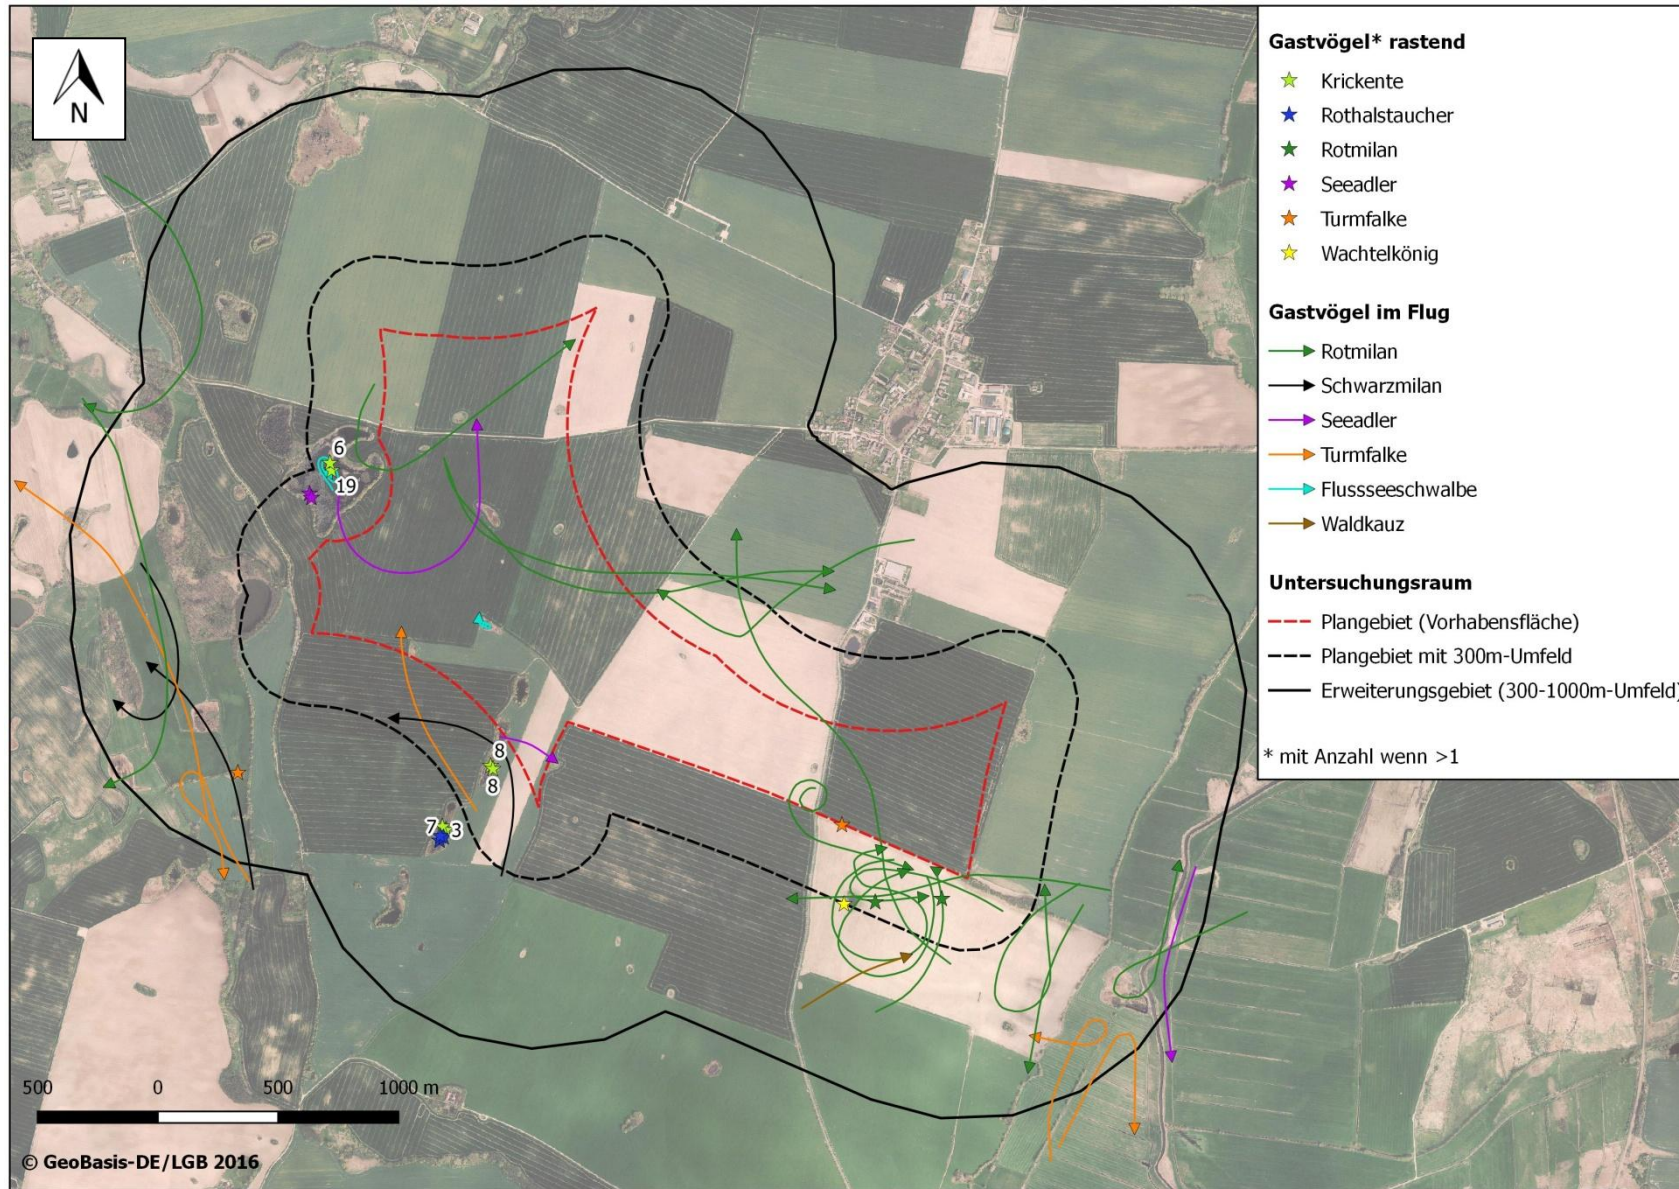 N
Gastvögel* rastend
Krickente
Rothalstaucher
Rotmilan
Seeadler
Turmfalke
Wachtelkönig
Gastvögel im Flug
Rotmilan
Schwarzmilan
Seeadler
Turmfalke
Flussseeschwalbe
Waldkauz
Untersuchungsraum
Plangebiet (Vorhabensfläche)
Plangebiet mit 300m-Umfeld
Erweiterungsgebiet (300-1000m-Umfeld)
* mit Anzahl wenn >1
6
19
8
8
7 3
500 0 500 1000 m
© GeoBasis-DE/LGB 2016